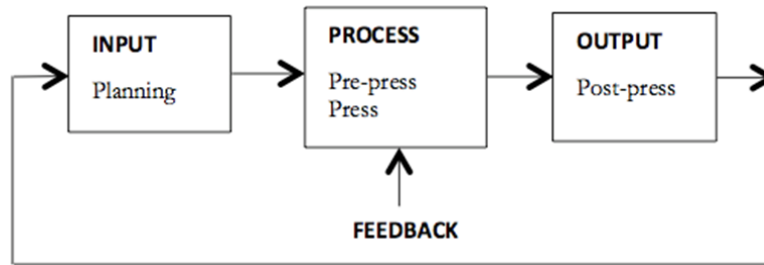 INPUT
Planning
PROCESS
Pre-press
Press
OUTPUT
Post-press
FEEDBACK